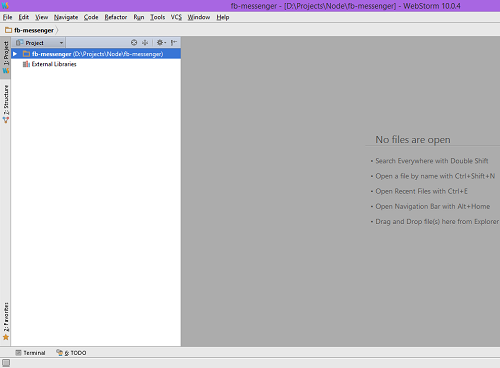 fb-messenger - [D:\Projects\Node\fb-messenger] - WebStorm 10.0.4
File Edit View Navigate Code Refactor Run Tools VCS Window Help
fb-messenger
Project
1: Project
fb-messenger (D:\Projects\Node\fb-messenger)
External Libraries
2: Structure
No files are open
• Search Everywhere with Double Shift
• Open a file by name with Ctrl+Shift+N
• Open Recent Files with Ctrl+E
• Open Navigation Bar with Alt+Home
• Drag and Drop file(s) here from Explorer
2: Favorites
Terminal 6: TODO